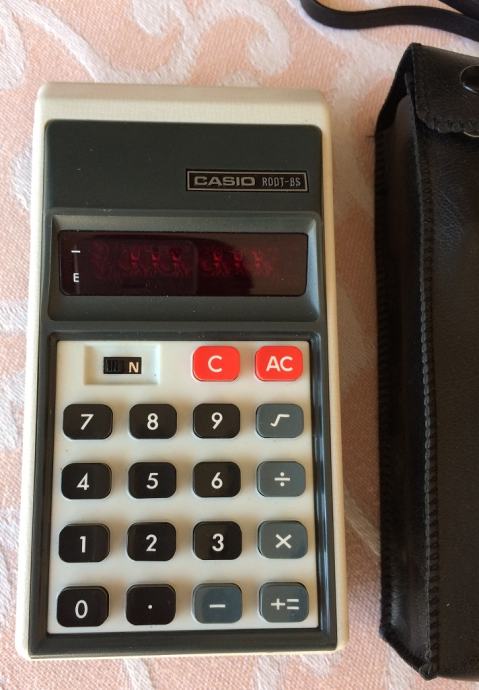 CASIO ROOT-8S
−
E
N C AC
7 8 9 √
4 5 6 ÷
1 2 3 ×
0 · − +=